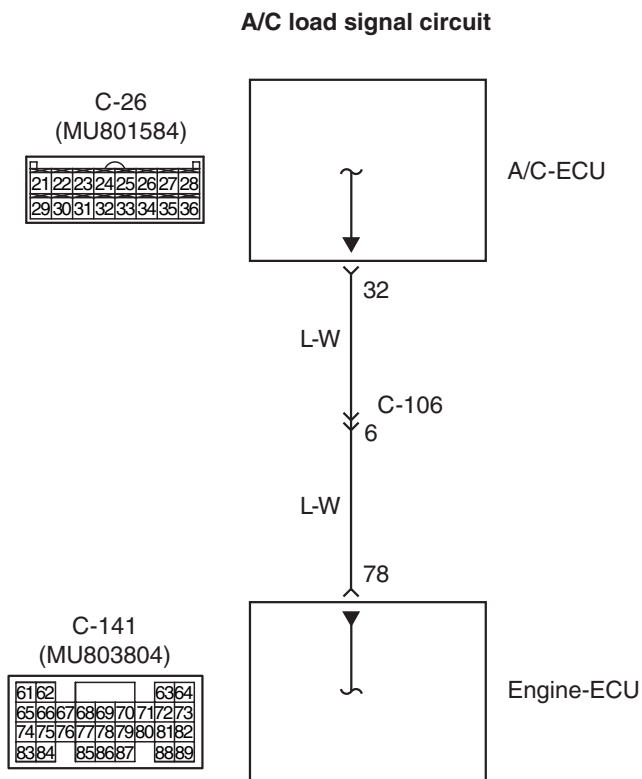 A/C load signal circuit
C-26
(MU801584)
21 22 23 24 25 26 27 28
29 30 31 32 33 34 35 36
A/C-ECU
32
L-W
C-106
6
L-W
78
C-141
(MU803804)
61 62 63 64
65 66 67 68 69 70 71 72 73
74 75 76 77 78 79 80 81 82
83 84 85 86 87 88 89
Engine-ECU